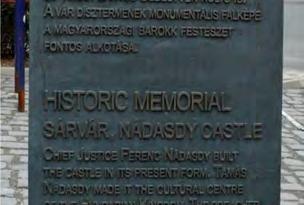 A VÁR DÍSZTERMÉNEK MONUMENTÁLIS FALKÉPE
A MAGYARORSZÁGI BAROKK FESTÉSZET
FONTOS ALKOTÁSAI.
HISTORIC MEMORIAL
SÁRVÁR, NÁDASDY CASTLE
CHIEF JUSTICE FERENC NÁDASDY BUILT
THE CASTLE IN ITS PRESENT FORM. TAMÁS
NÁDASDY MADE IT THE CULTURAL CENTRE